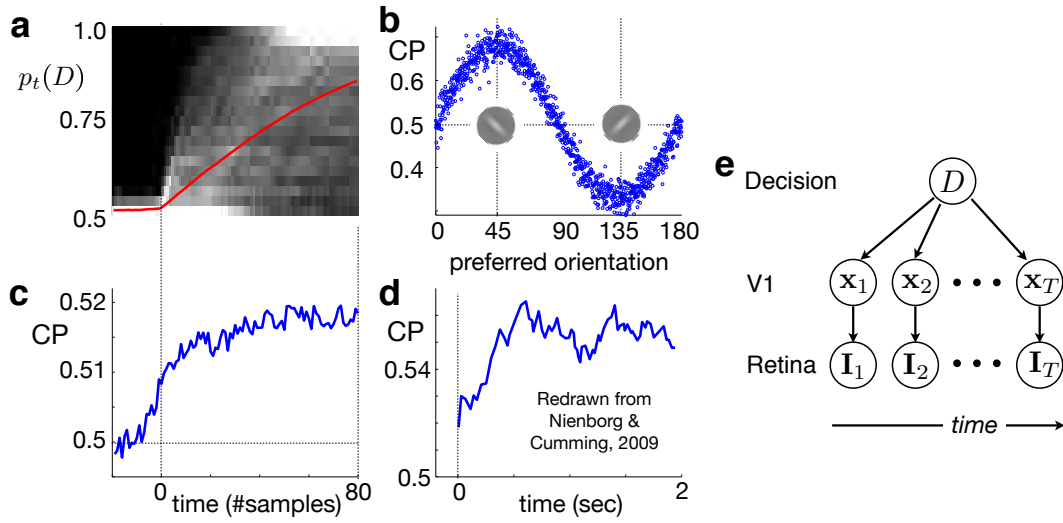 a
1.0
p_t(D)
0.75
0.5
b
CP
0.6
0.5
0.4
0
45
90
135
180
preferred orientation
c
0.52
CP
0.51
0.5
0
80
time (#samples)
d
CP
0.54
0.5
Redrawn from
Nienborg &
Cumming, 2009
0
2
time (sec)
e
Decision
D
V1
x_1
x_2
• • •
x_T
Retina
I_1
I_2
• • •
I_T
time